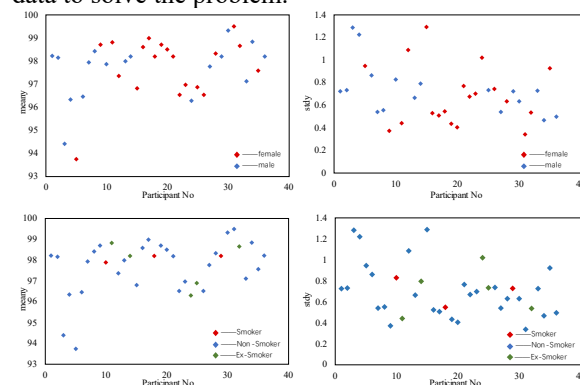 data to solve the problem.
100
99
98
97
96
95
94
93
meany
0 10 20 30 40
Participant No
female
male
1.4
1.2
1
0.8
0.6
0.4
0.2
0
stdy
0 10 20 30 40
Participant No
female
male
100
99
98
97
96
95
94
93
meany
0 10 20 30 40
Participant No
Smoker
Non -Smoker
Ex-Smoker
1.4
1.2
1
0.8
0.6
0.4
0.2
0
stdy
0 10 20 30 40
Participant No
Smoker
Non-Smoker
Ex-Smoker